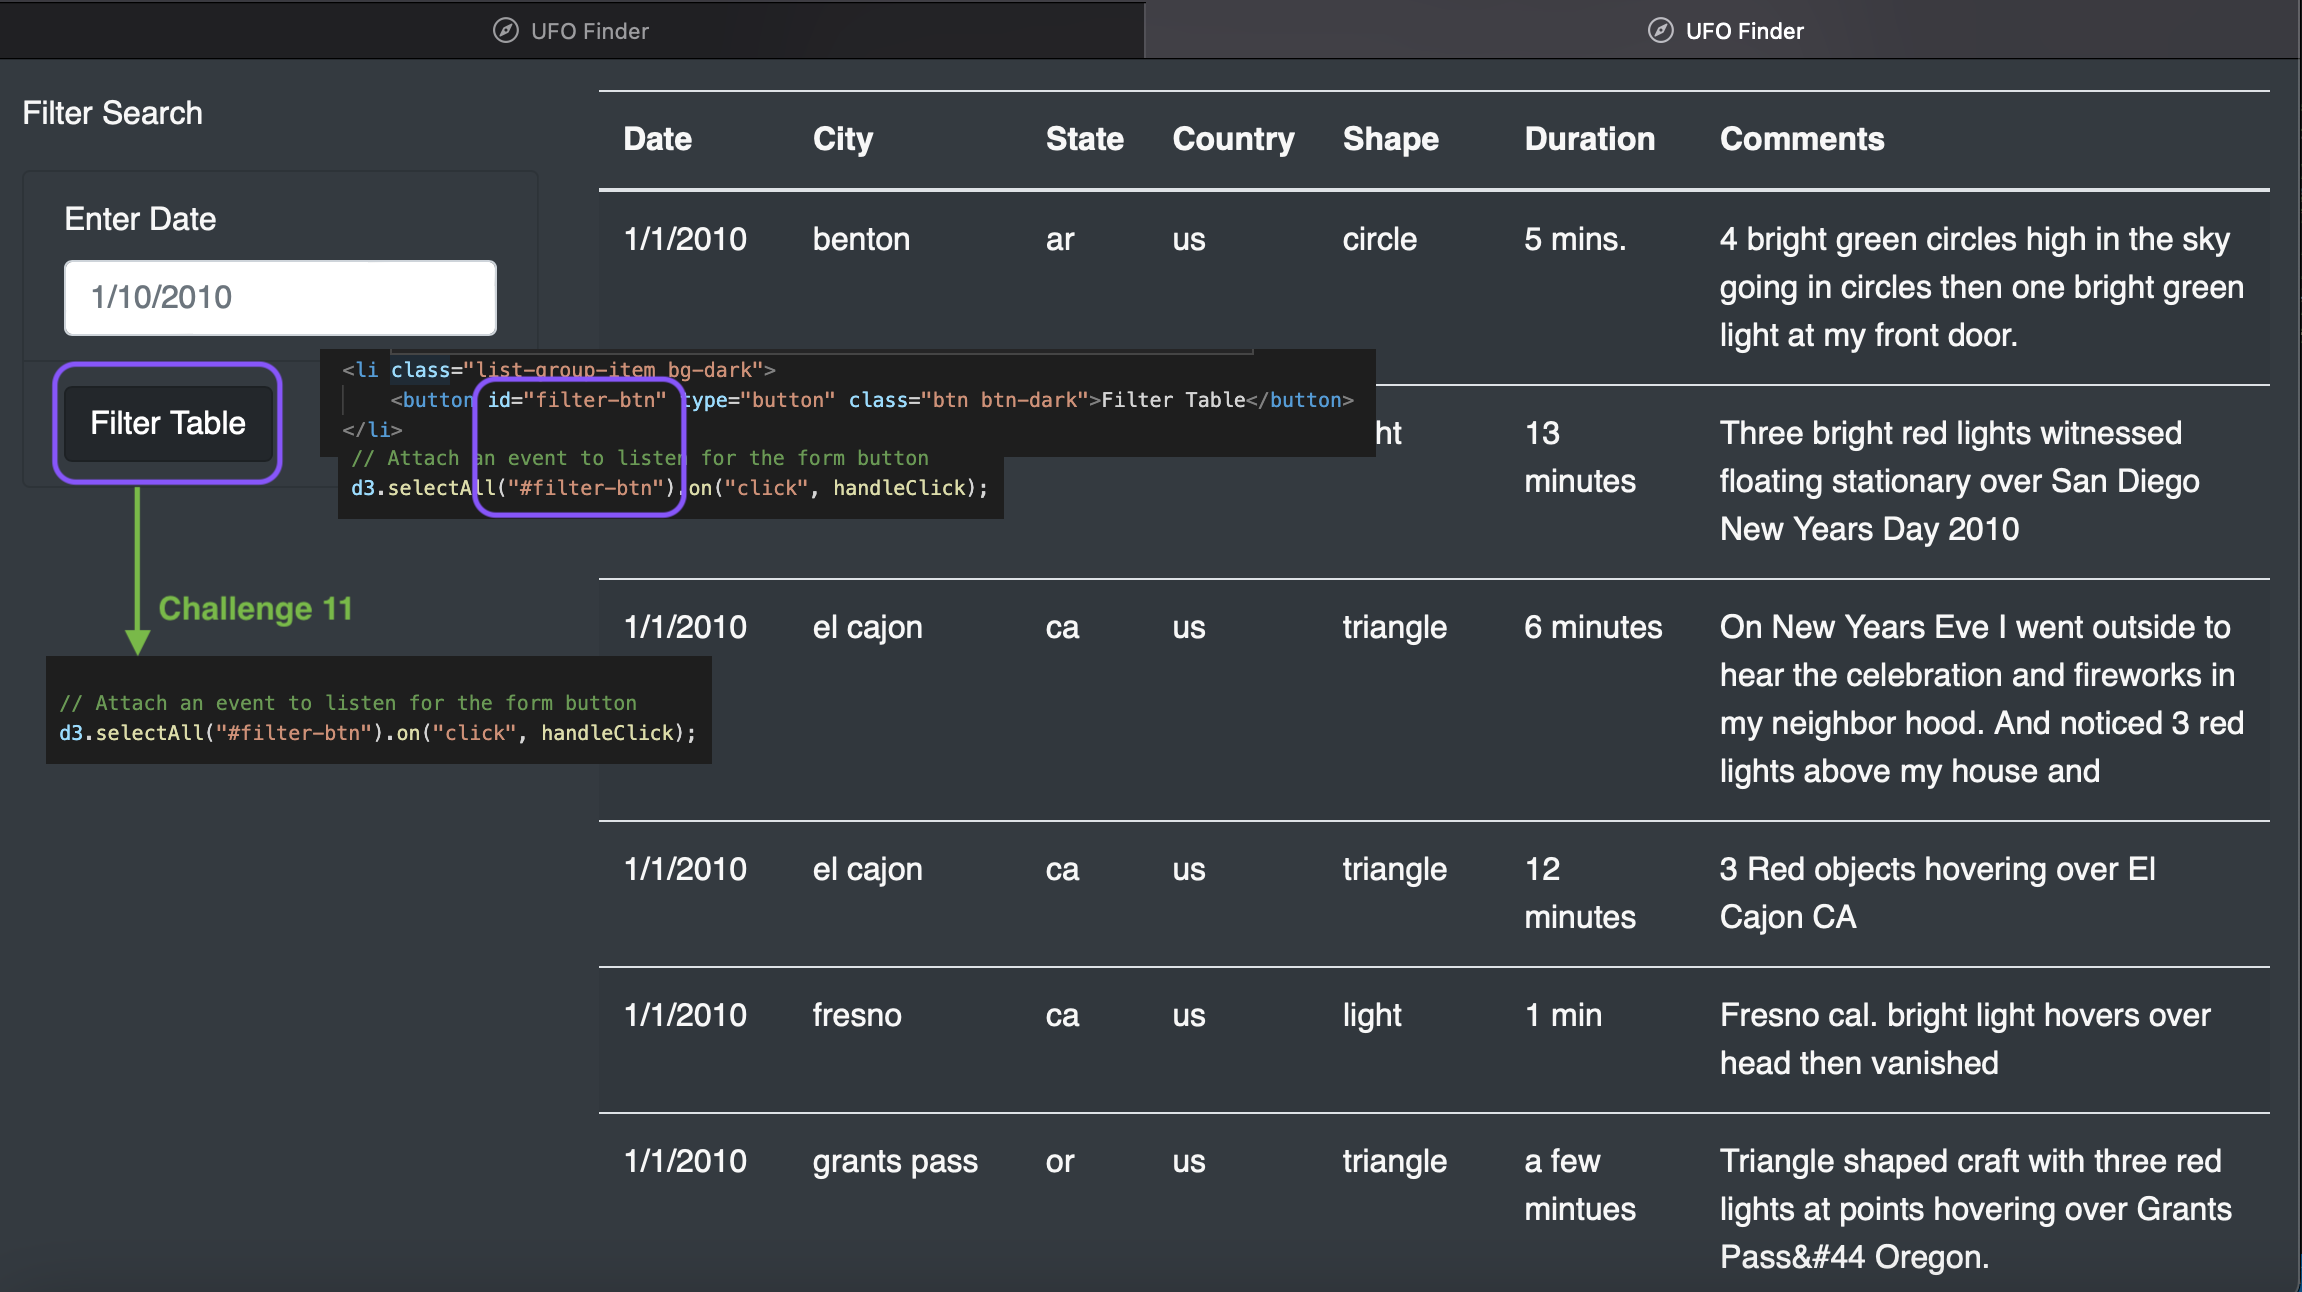 UFO Finder
UFO Finder
Filter Search
Enter Date
1/10/2010
Filter Table
<li class="list-group-item bg-dark">
<button id="filter-btn" type="button" class="btn btn-dark">Filter Table</button>
</li>
// Attach an event to listen for the form button
d3.selectAll("#filter-btn").on("click", handleClick);
Challenge 11
// Attach an event to listen for the form button
d3.selectAll("#filter-btn").on("click", handleClick);
Date City State Country Shape Duration Comments
1/1/2010 benton ar us circle 5 mins. 4 bright green circles high in the sky
going in circles then one bright green
light at my front door.
ht 13 Three bright red lights witnessed
minutes floating stationary over San Diego
New Years Day 2010
1/1/2010 el cajon ca us triangle 6 minutes On New Years Eve I went outside to
hear the celebration and fireworks in
my neighbor hood. And noticed 3 red
lights above my house and
1/1/2010 el cajon ca us triangle 12 3 Red objects hovering over El
minutes Cajon CA
1/1/2010 fresno ca us light 1 min Fresno cal. bright light hovers over
head then vanished
1/1/2010 grants pass or us triangle a few Triangle shaped craft with three red
mintues lights at points hovering over Grants
Pass&#44 Oregon.